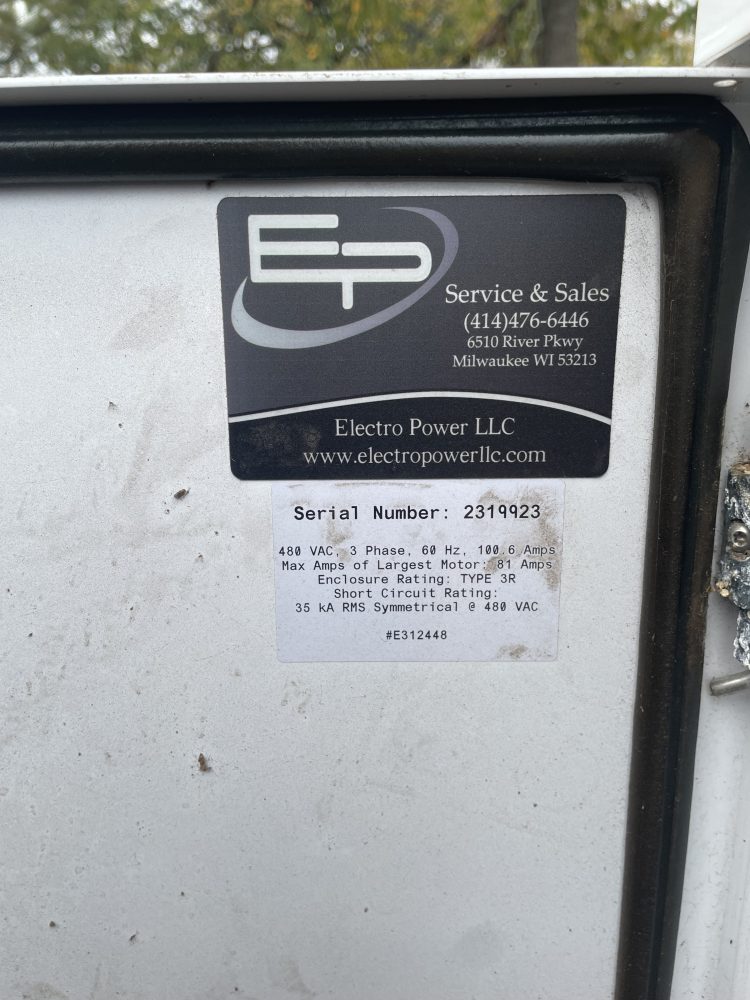 EP
Service & Sales
(414)476-6446
6510 River Pkwy
Milwaukee WI 53213
Electro Power LLC
www.electropowerllc.com
Serial Number: 2319923
480 VAC, 3 Phase, 60 Hz, 100.6 Amps
Max Amps of Largest Motor: 81 Amps
Enclosure Rating: TYPE 3R
Short Circuit Rating:
35 kA RMS Symmetrical @ 480 VAC
#E312448